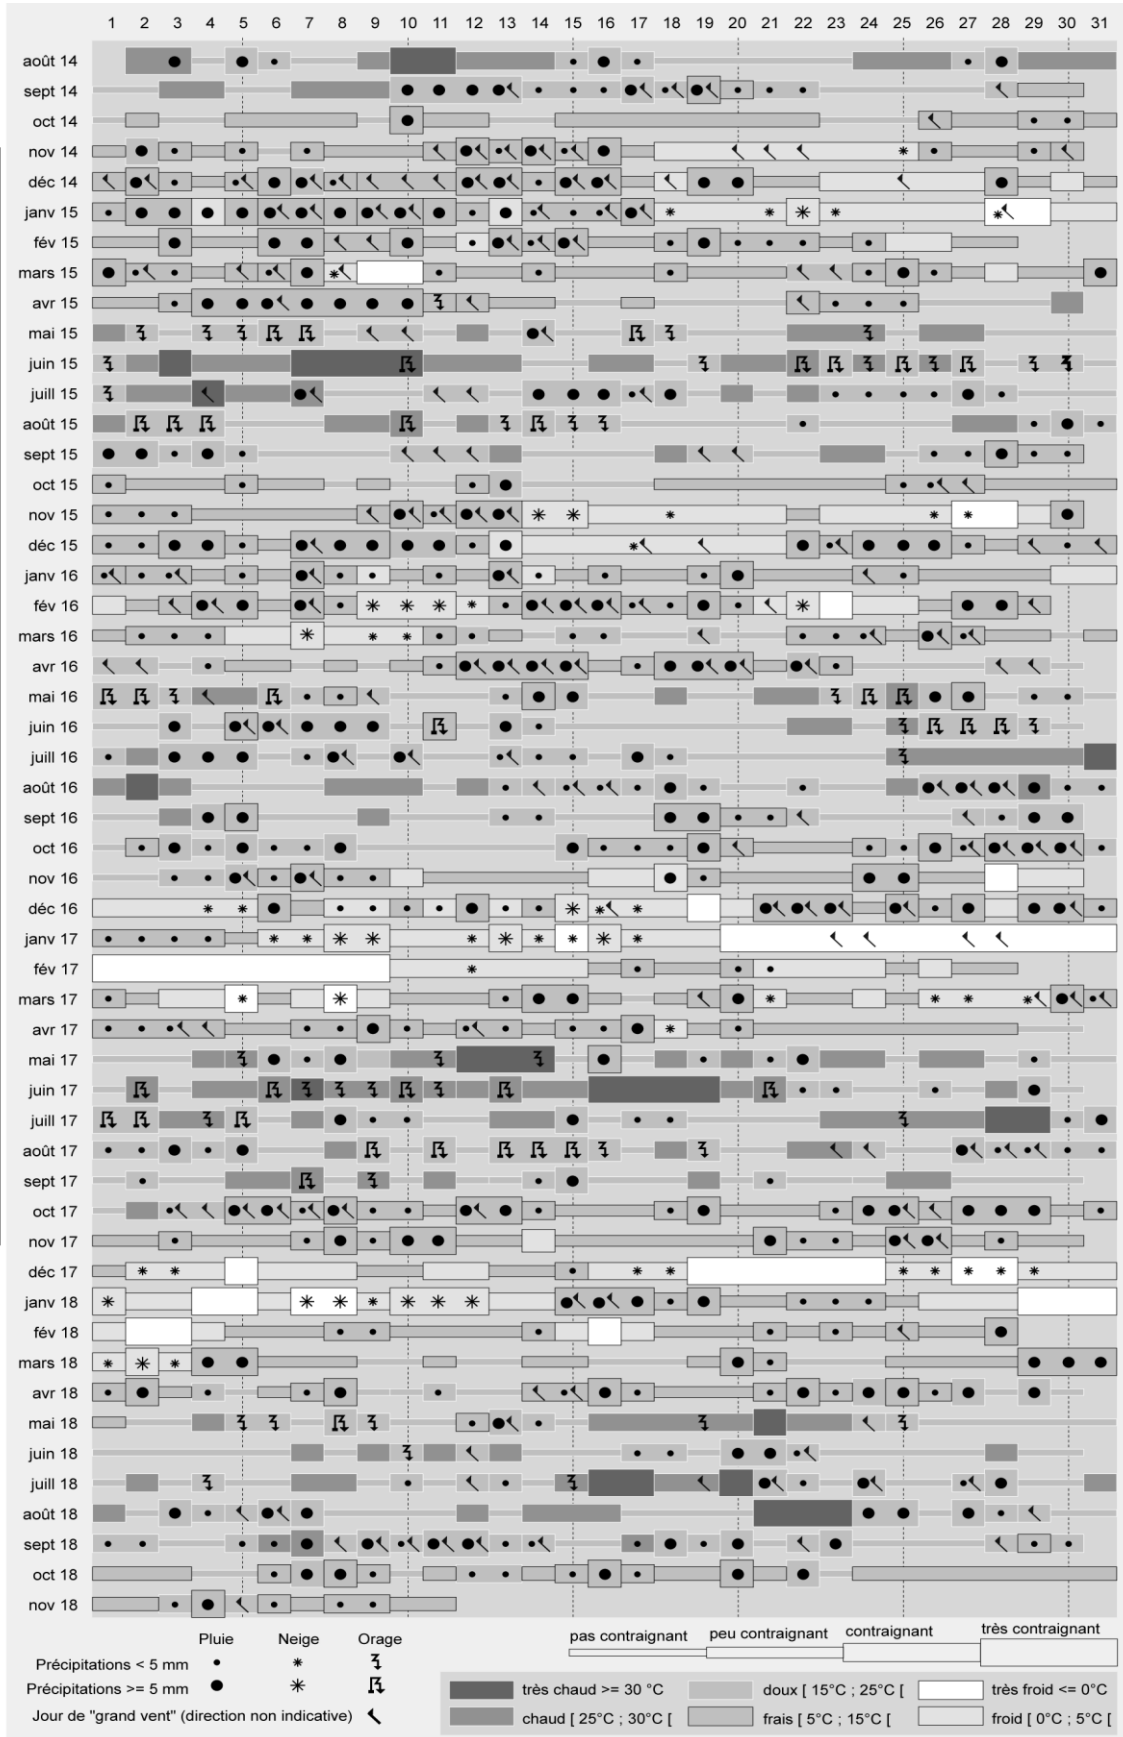 1 2 3 4 5 6 7 8 9 10 11 12 13 14 15 16 17 18 19 20 21 22 23 24 25 26 27 28 29 30 31
août 14
sept 14
oct 14
nov 14
déc 14
janv 15
fév 15
mars 15
avr 15
mai 15
juin 15
juill 15
août 15
sept 15
oct 15
nov 15
déc 15
janv 16
fév 16
mars 16
avr 16
mai 16
juin 16
juill 16
août 16
sept 16
oct 16
nov 16
déc 16
janv 17
fév 17
mars 17
avr 17
mai 17
juin 17
juill 17
août 17
sept 17
oct 17
nov 17
déc 17
janv 18
fév 18
mars 18
avr 18
mai 18
juin 18
juill 18
août 18
sept 18
oct 18
nov 18
Pluie Neige Orage
Précipitations < 5 mm
Précipitations >= 5 mm
Jour de "grand vent" (direction non indicative)
pas contraignant peu contraignant contraignant très contraignant
très chaud >= 30 °C doux [ 15°C ; 25°C [ très froid <= 0°C
chaud [ 25°C ; 30°C [ frais [ 5°C ; 15°C [ froid [ 0°C ; 5°C [